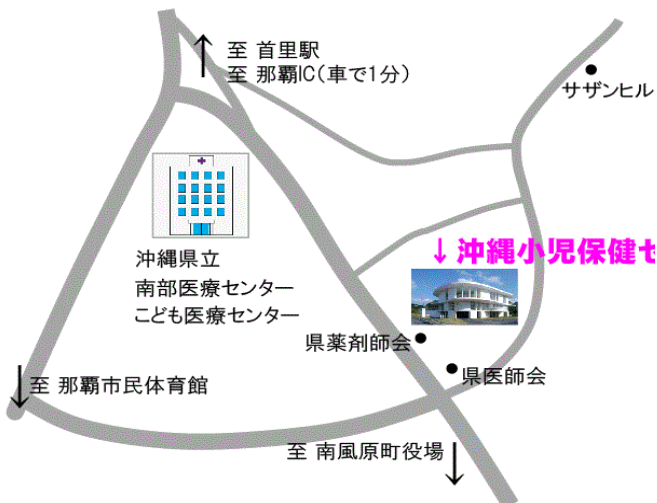 至 首里駅
至 那覇IC(車で1分)
サザンヒル
↓沖縄小児保健セ
沖縄県立
南部医療センター
こども医療センター
県薬剤師会
県医師会
至 那覇市民体育館
至 南風原町役場